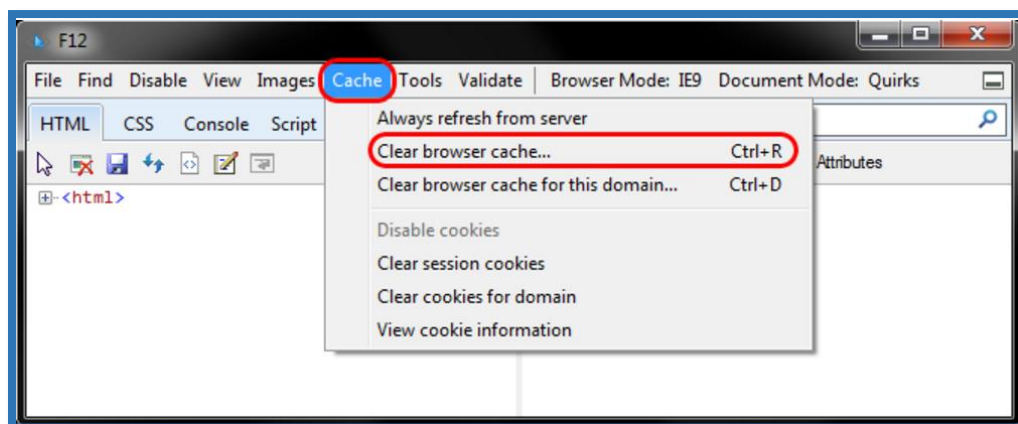 F12
File Find Disable View Images Cache Tools Validate Browser Mode: IE9 Document Mode: Quirks
HTML CSS Console Script
Always refresh from server
Clear browser cache... Ctrl+R
Attributes
Clear browser cache for this domain... Ctrl+D
<html>
Disable cookies
Clear session cookies
Clear cookies for domain
View cookie information